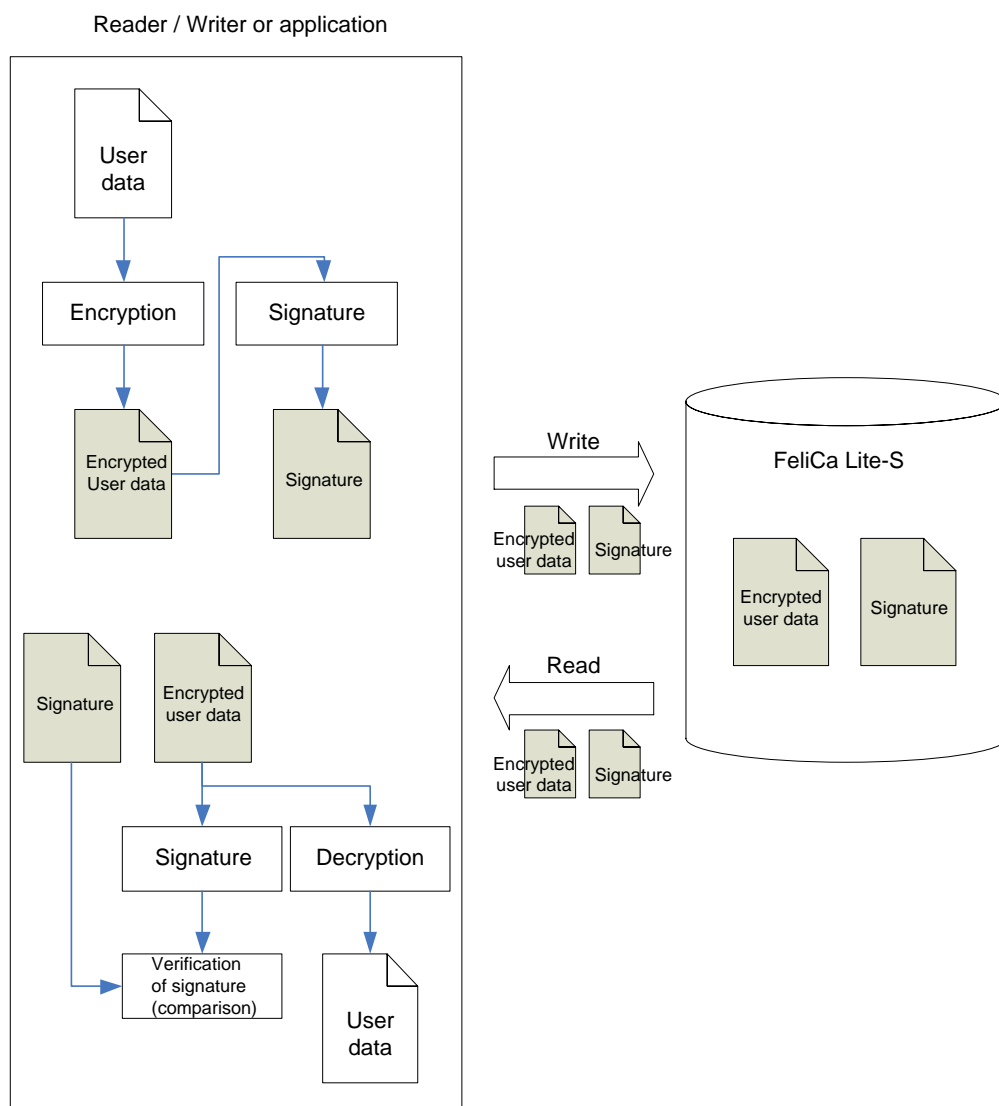 Reader / Writer or application
User
data
Encryption
Signature
Encrypted
User data
Signature
Write
Encrypted
user data
Signature
FeliCa Lite-S
Encrypted
user data
Signature
Signature
Encrypted
user data
Read
Encrypted
user data
Signature
Signature
Decryption
Verification
of signature
(comparison)
User
data